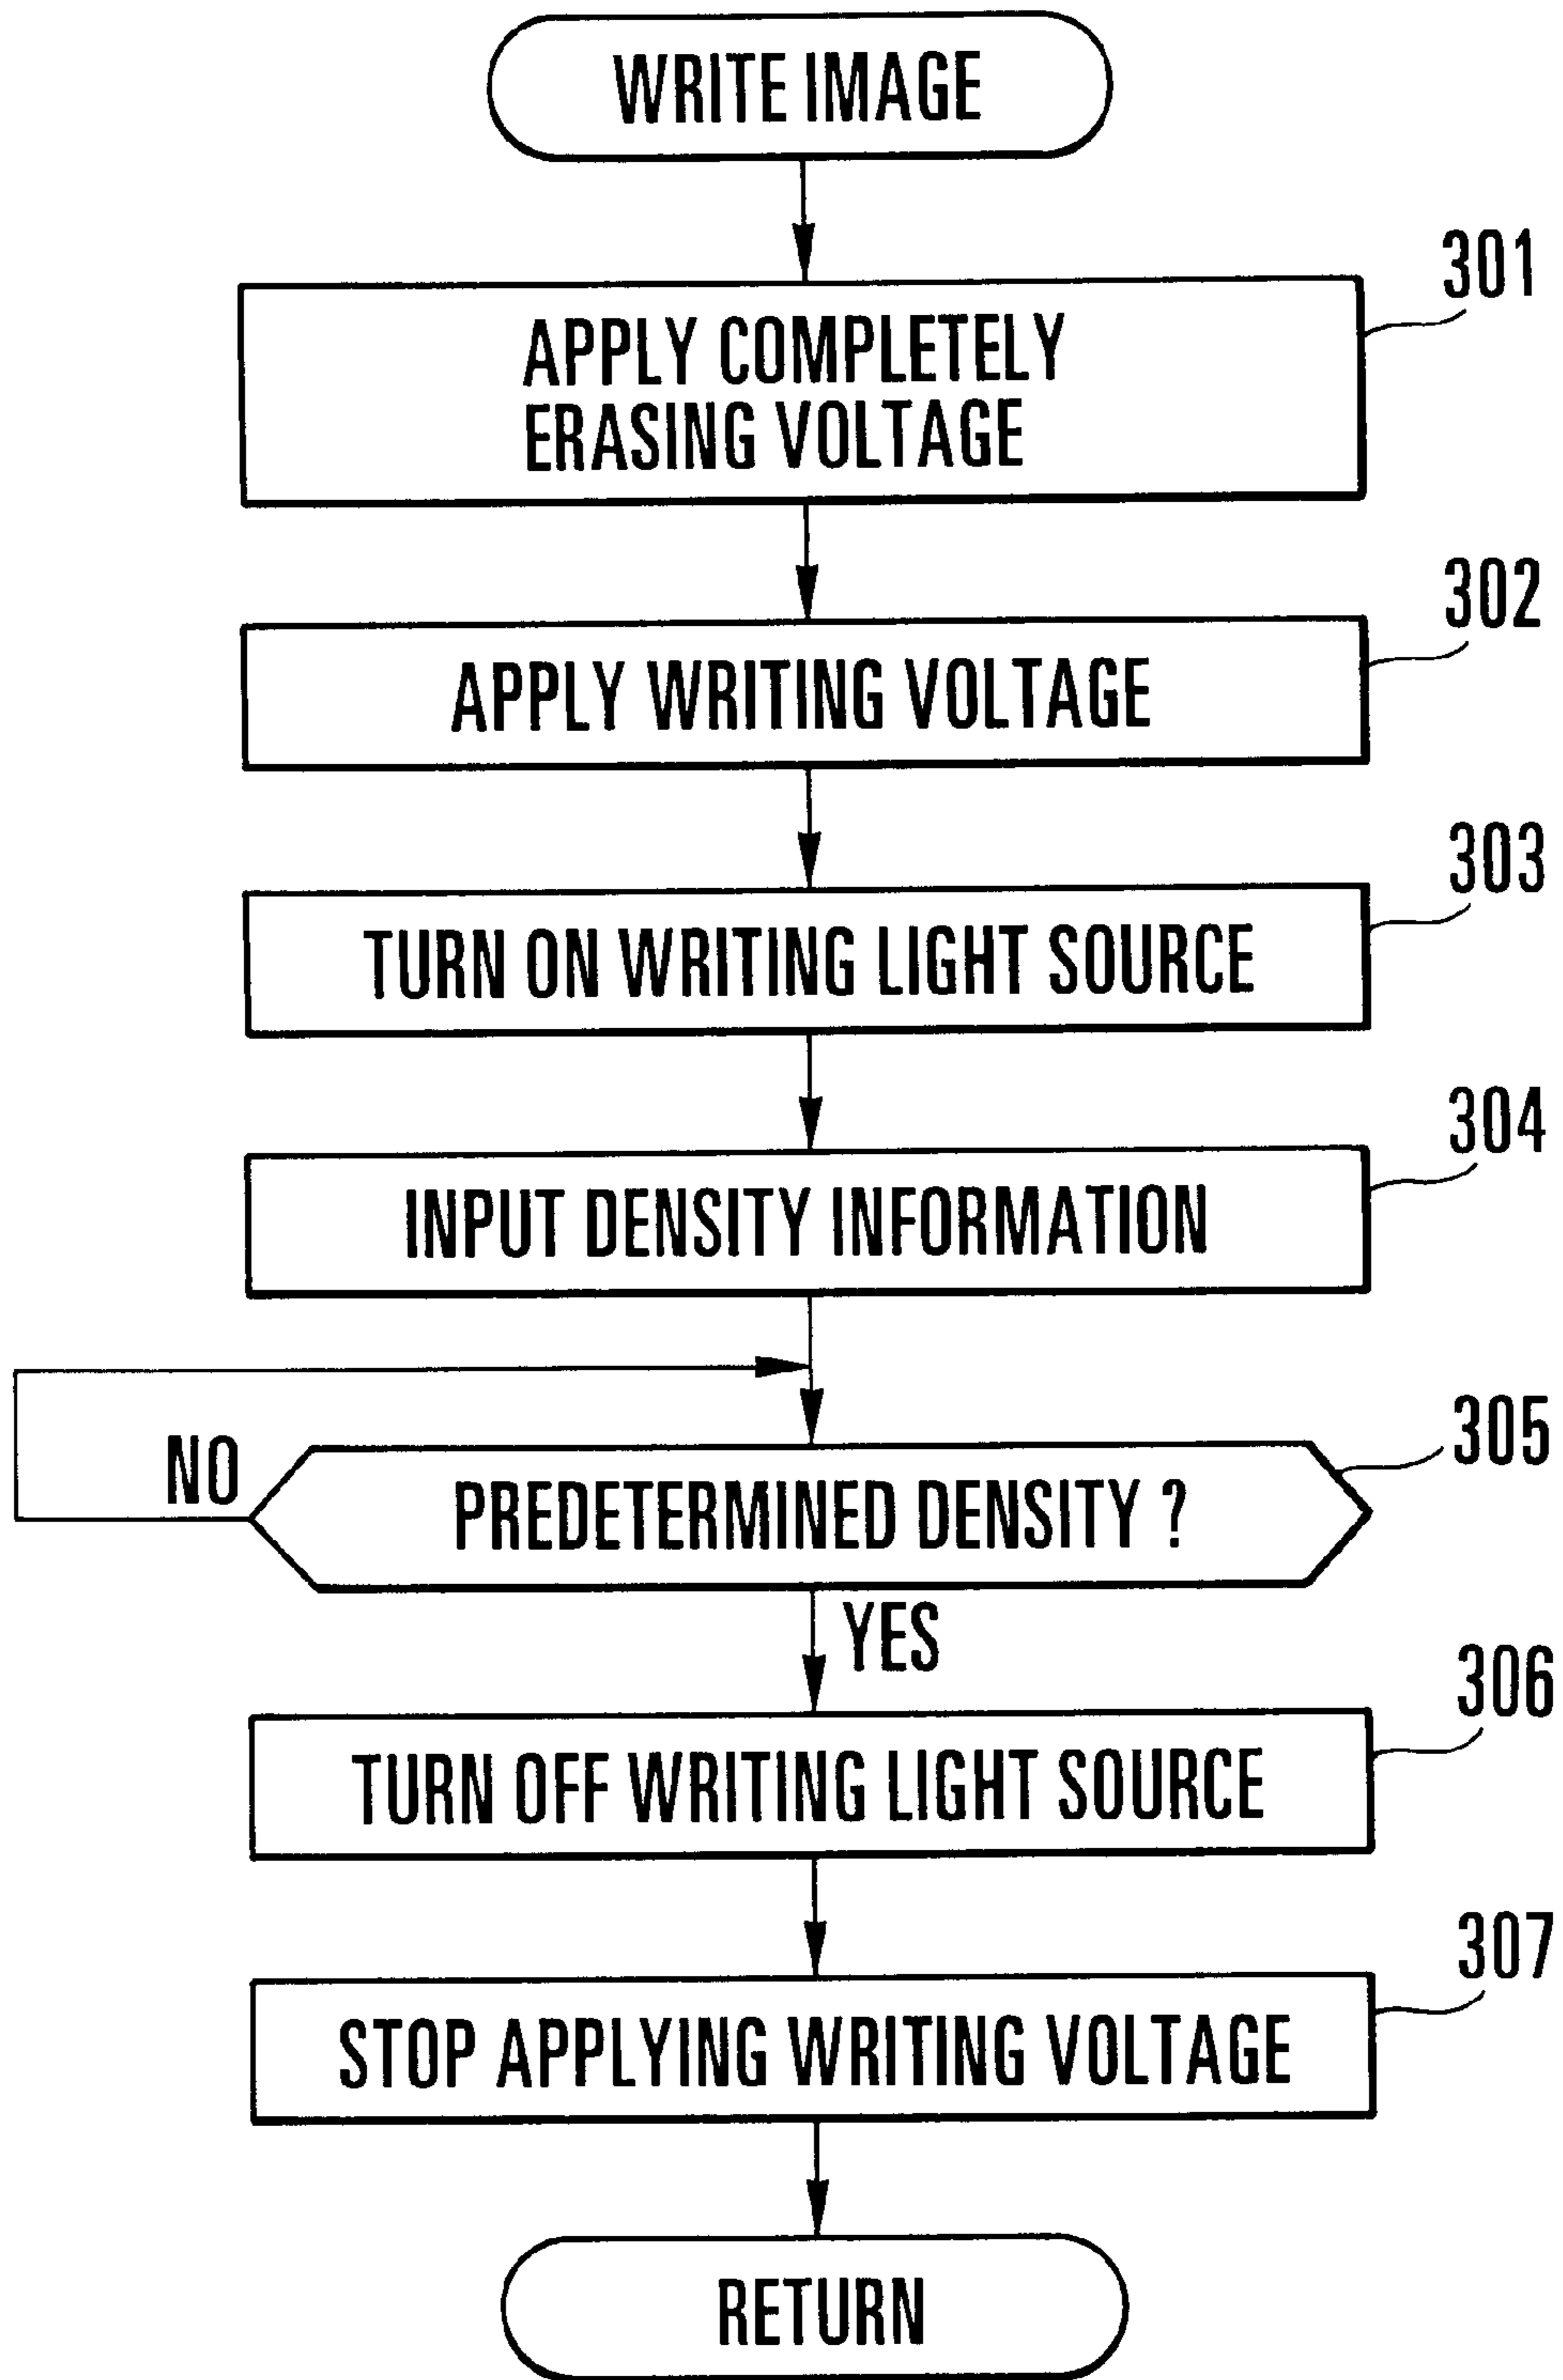 WRITE IMAGE
301
APPLY COMPLETELY
ERASING VOLTAGE
302
APPLY WRITING VOLTAGE
303
TURN ON WRITING LIGHT SOURCE
304
INPUT DENSITY INFORMATION
305
NO
PREDETERMINED DENSITY ?
YES
306
TURN OFF WRITING LIGHT SOURCE
307
STOP APPLYING WRITING VOLTAGE
RETURN